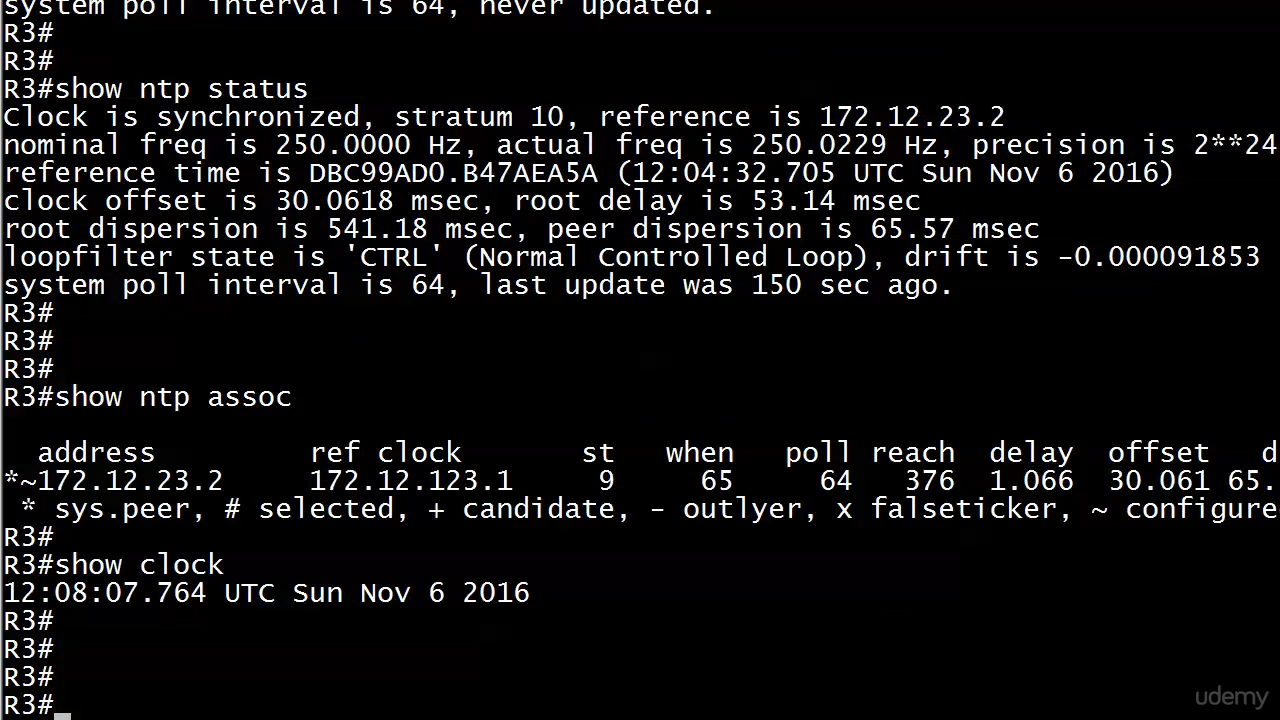 system poll interval is 64, never updated.
R3#
R3#
R3#show ntp status
Clock is synchronized, stratum 10, reference is 172.12.23.2
nominal freq is 250.0000 Hz, actual freq is 250.0229 Hz, precision is 2**24
reference time is DBC99AD0.B47AEA5A (12:04:32.705 UTC Sun Nov 6 2016)
clock offset is 30.0618 msec, root delay is 53.14 msec
root dispersion is 541.18 msec, peer dispersion is 65.57 msec
loopfilter state is 'CTRL' (Normal Controlled Loop), drift is -0.000091853
system poll interval is 64, last update was 150 sec ago.
R3#
R3#
R3#
R3#show ntp assoc
address ref clock st when poll reach delay offset d
*~172.12.23.2 172.12.123.1 9 65 64 376 1.066 30.061 65.
* sys.peer, # selected, + candidate, - outlyer, x falseticker, ~ configure
R3#
R3#show clock
12:08:07.764 UTC Sun Nov 6 2016
R3#
R3#
R3#
R3#
udemy